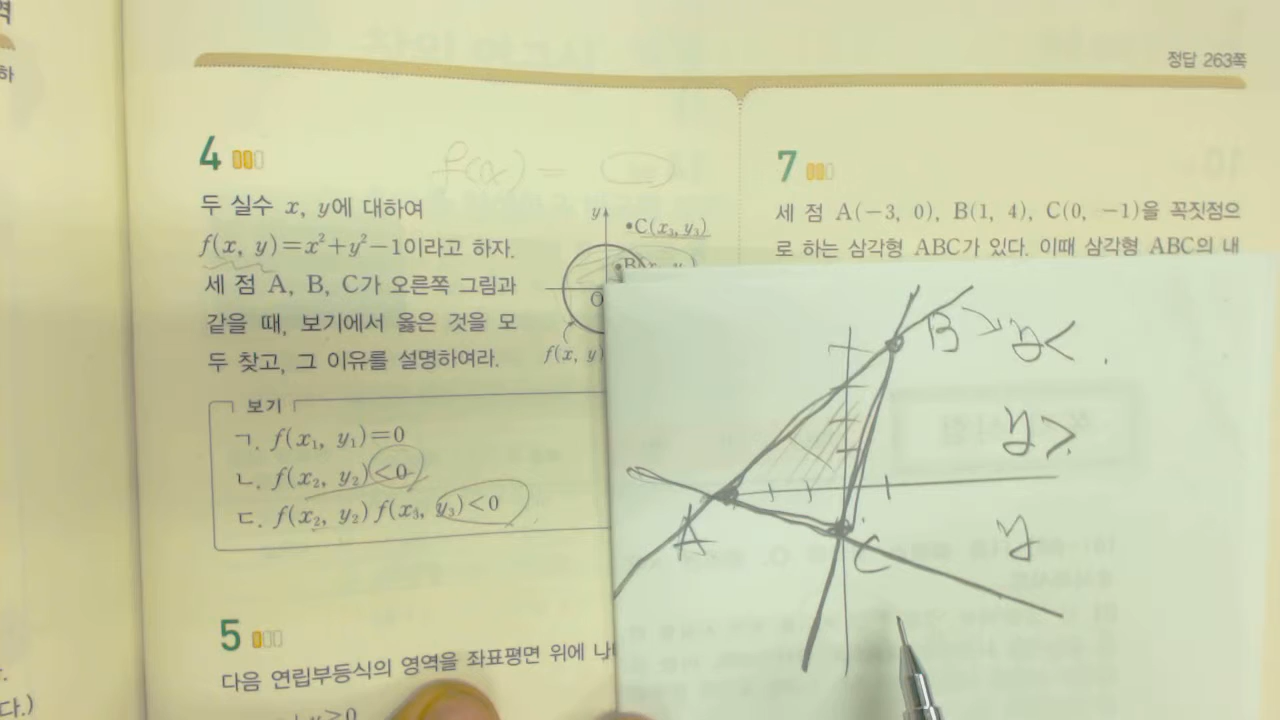 정답 263쪽
4
f(x) =
두 실수 x, y에 대하여
f(x, y)=x²+y²-1이라고 하자.
세 점 A, B, C가 오른쪽 그림과
같을 때, 보기에서 옳은 것을 모
두 찾고, 그 이유를 설명하여라.
y
C(x₃, y₃)
O
f(x, y)
보기
ㄱ. f(x₁, y₁)=0
ㄴ. f(x₂, y₂)<0
ㄷ. f(x₂, y₂)f(x₃, y₃)<0
5
다음 연립부등식의 영역을 좌표평면 위에
7
세 점 A(-3, 0), B(1, 4), C(0, -1)을 꼭짓점으
로 하는 삼각형 ABC가 있다. 이때 삼각형 ABC의 내
B
y<
y>
A
C
y
다.)